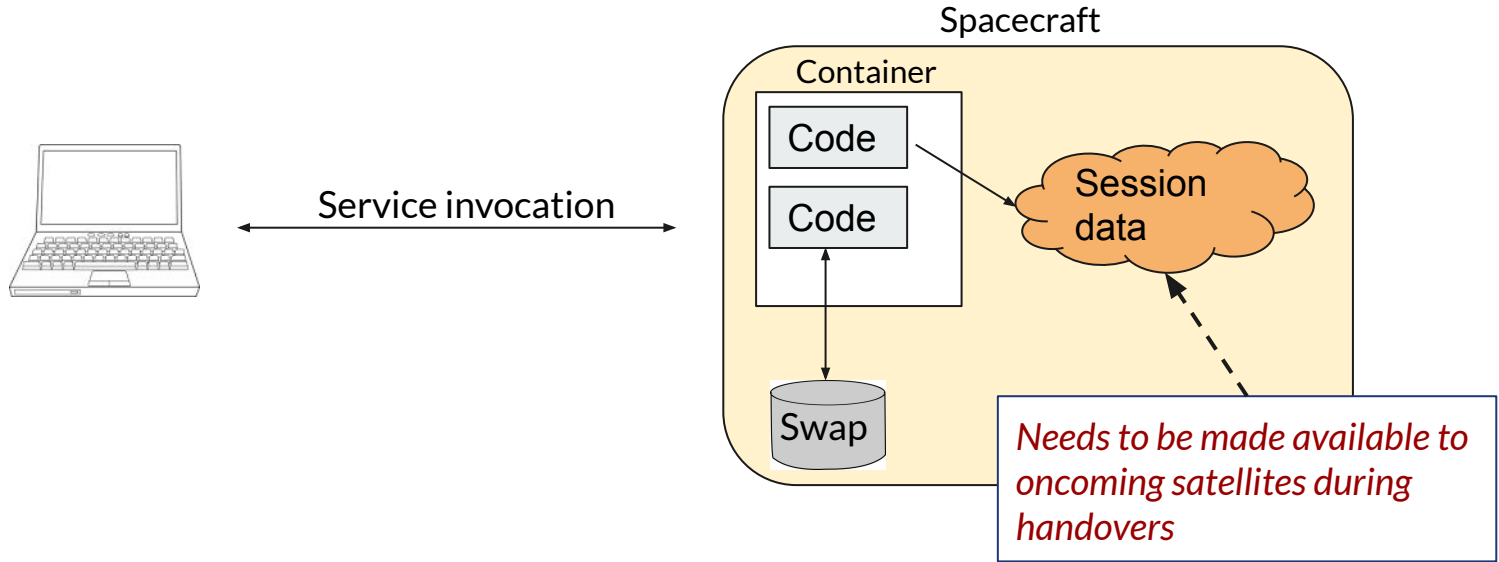 Spacecraft
Container
Code
Code
Service invocation
Session
data
Swap
Needs to be made available to
oncoming satellites during
handovers